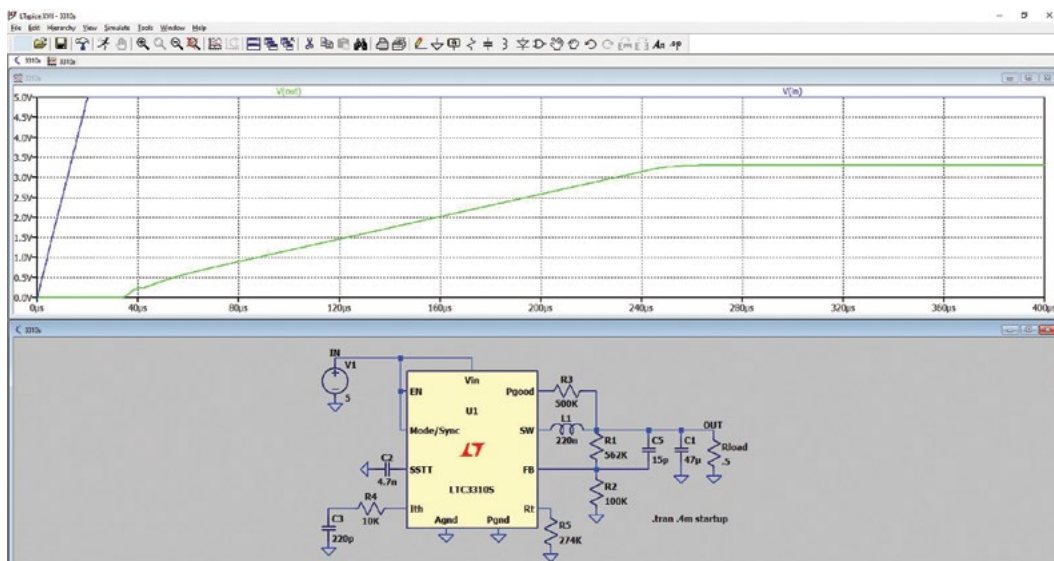 LTspice XVII - 3310s
File Edit Hierarchy View Simulate Tools Window Help
3310s 3310s
3310s
V(out) V(in)
5.0V
4.5V
4.0V
3.5V
3.0V
2.5V
2.0V
1.5V
1.0V
0.5V
0.0V
0µs 40µs 80µs 120µs 160µs 200µs 240µs 280µs 320µs 360µs 400µs
3310s
IN
V1
5
Vin
EN
Mode/Sync
U1
Pgood
SW
SSTT
FB
LTC3310S
Ith
Rt
Agnd Pgnd
C2
4.7n
R4
10K
C3
220p
R3
500K
L1
220n
R1
562K
C5
15p
C1
47µ
OUT
Rload
.5
R2
100K
R5
274K
.tran .4m startup